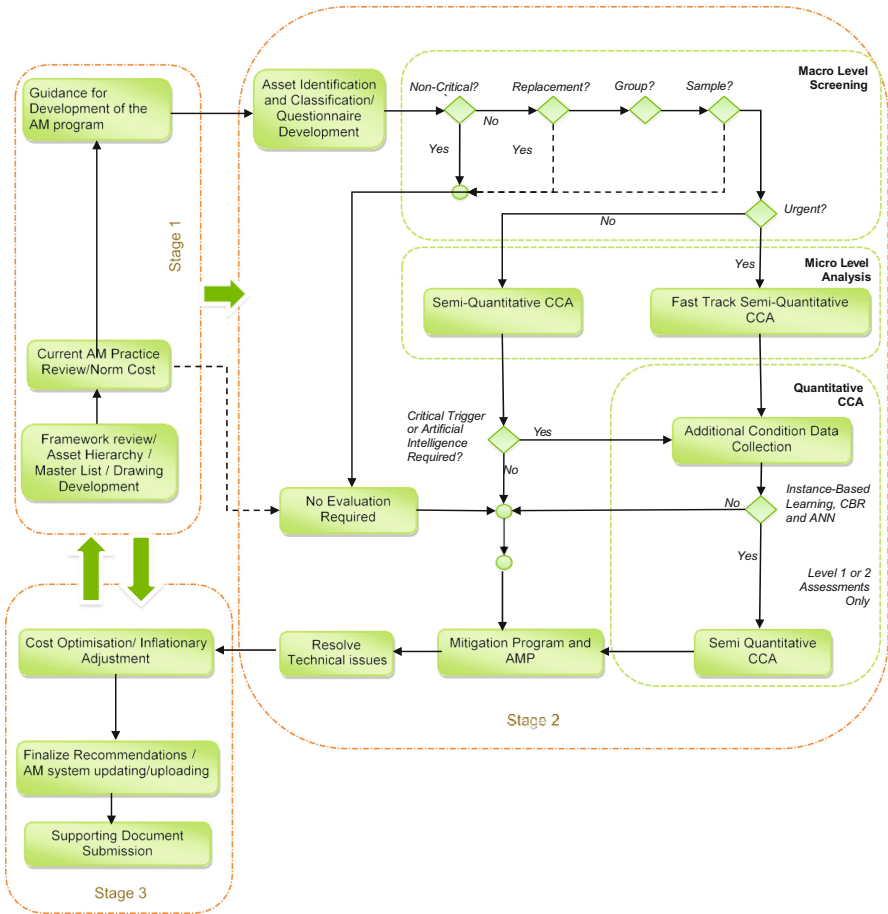 Guidance for
Development of the
AM program
Stage 1
Current AM Practice
Review/Norm Cost
Framework review/
Asset Hierarchy /
Master List / Drawing
Development
Asset Identification
and Classification/
Questionnaire
Development
Non-Critical?
Replacement?
Group?
Sample?
Macro Level
Screening
No
Yes
Yes
Urgent?
No
Yes
Micro Level
Analysis
Semi-Quantitative CCA
Fast Track Semi-Quantitative
CCA
Quantitative
CCA
Critical Trigger
or Artificial
Intelligence
Required?
Yes
No
Additional Condition Data
Collection
No Evaluation
Required
No
Instance-Based
Learning, CBR
and ANN
Yes
Level 1 or 2
Assessments
Only
Semi Quantitative
CCA
Mitigation Program and
AMP
Resolve
Technical issues
Stage 2
Cost Optimisation/ Inflationary
Adjustment
Finalize Recommendations /
AM system updating/uploading
Supporting Document
Submission
Stage 3